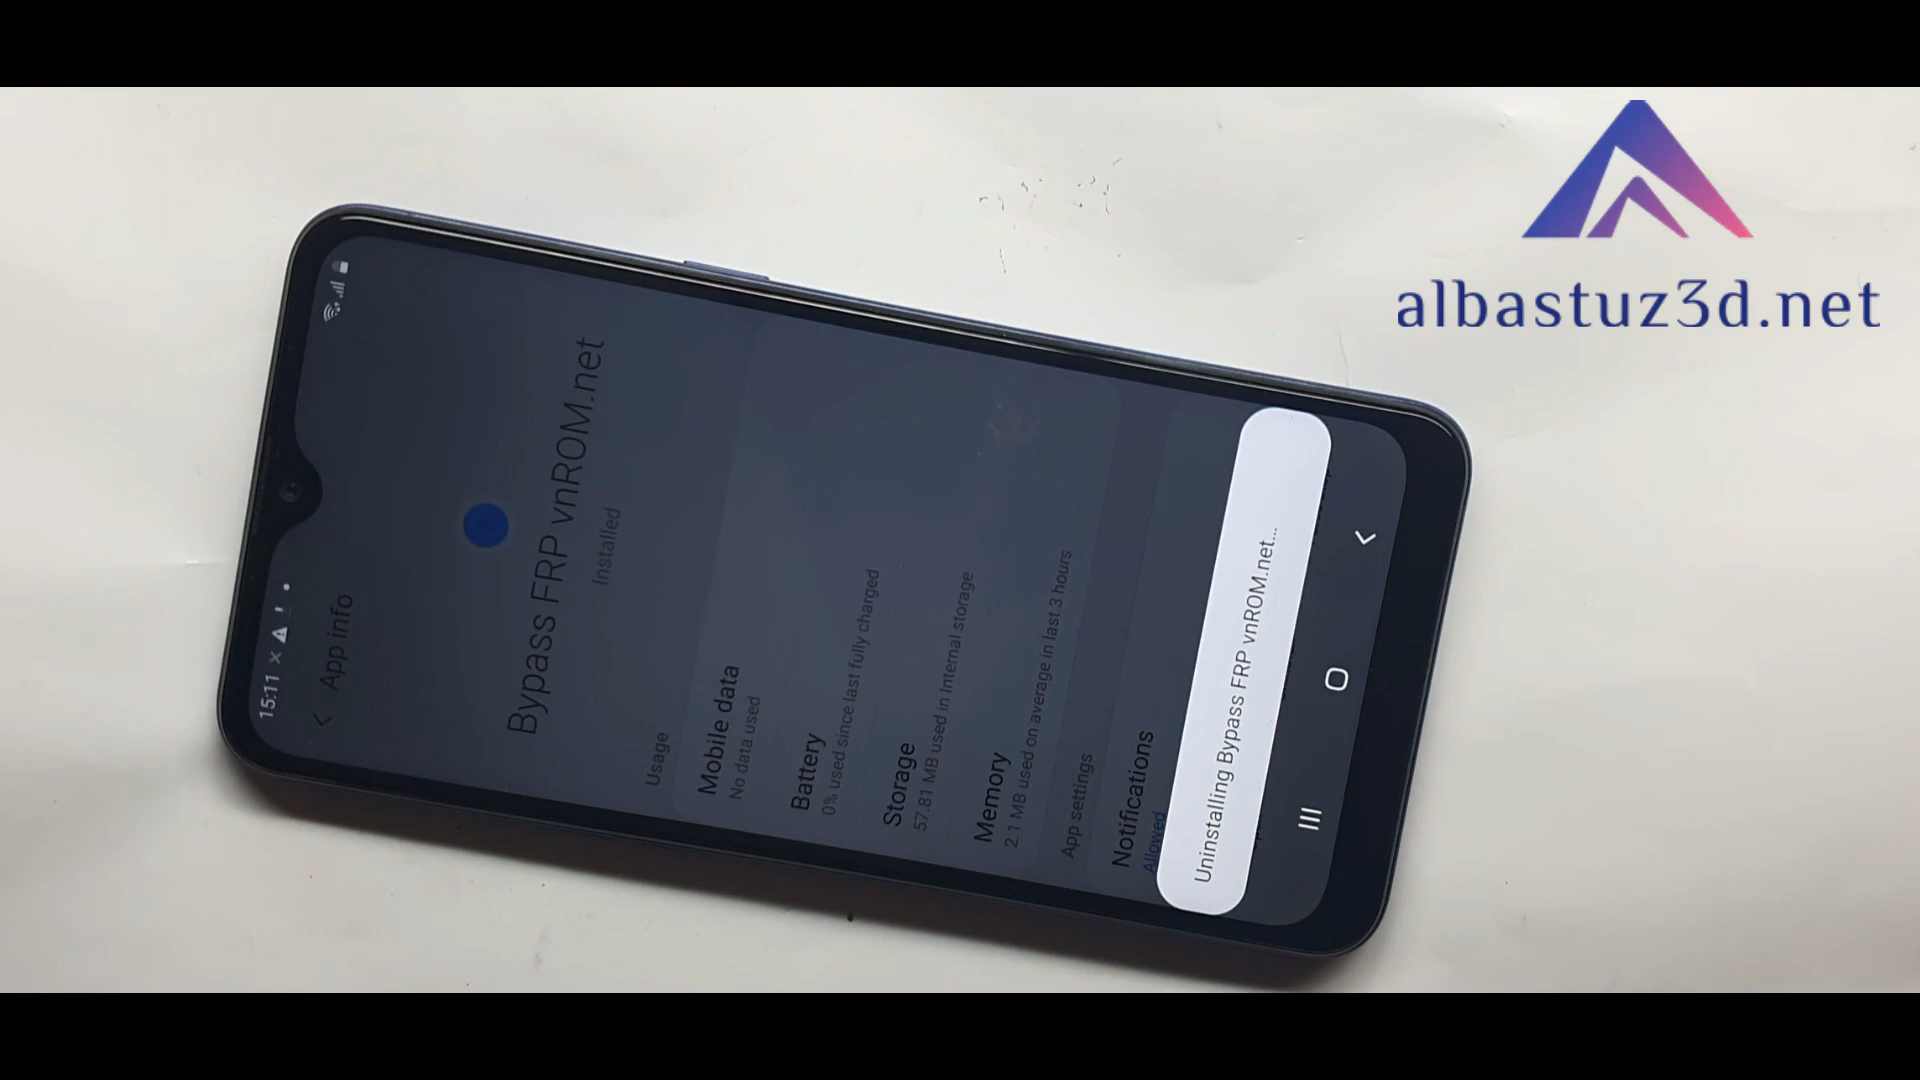 albastuz3d.net
15:11
App info
Bypass FRP vnROM.net
Installed
Usage
Mobile data
No data used
Battery
0% used since last fully charged
Storage
57.81 MB used in Internal storage
Memory
2.1 MB used on average in last 3 hours
App settings
Notifications
Allowed
Uninstalling Bypass FRP vnROM.net...